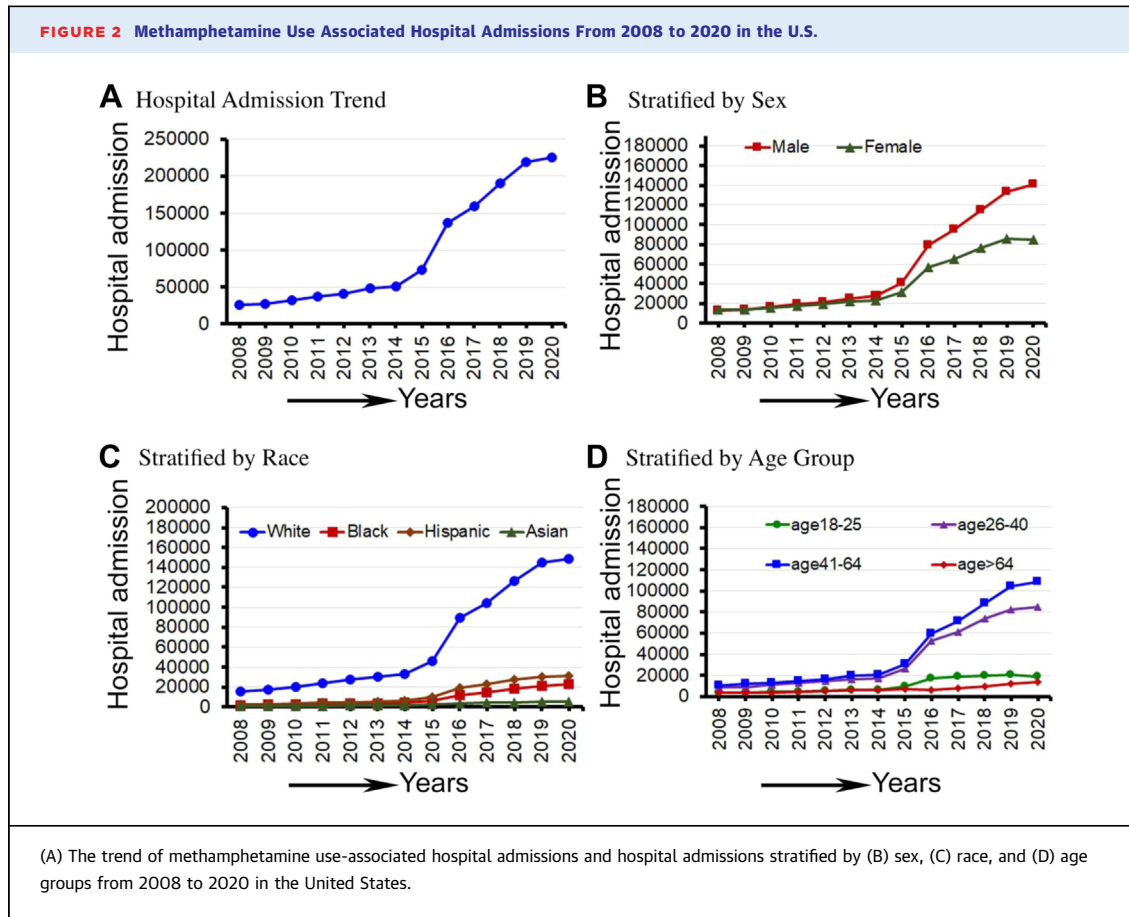 FIGURE 2 Methamphetamine Use Associated Hospital Admissions From 2008 to 2020 in the U.S.
A Hospital Admission Trend
Hospital admission
250000
200000
150000
100000
50000
0
2008 2009 2010 2011 2012 2013 2014 2015 2016 2017 2018 2019 2020
Years
B Stratified by Sex
Hospital admission
180000
160000
140000
120000
100000
80000
60000
40000
20000
0
Male Female
2008 2009 2010 2011 2012 2013 2014 2015 2016 2017 2018 2019 2020
Years
C Stratified by Race
Hospital admission
200000
180000
160000
140000
120000
100000
80000
60000
40000
20000
0
White Black Hispanic Asian
2008 2009 2010 2011 2012 2013 2014 2015 2016 2017 2018 2019 2020
Years
D Stratified by Age Group
Hospital admission
180000
160000
140000
120000
100000
80000
60000
40000
20000
0
age18-25 age26-40
age41-64 age>64
2008 2009 2010 2011 2012 2013 2014 2015 2016 2017 2018 2019 2020
Years
(A) The trend of methamphetamine use-associated hospital admissions and hospital admissions stratified by (B) sex, (C) race, and (D) age
groups from 2008 to 2020 in the United States.